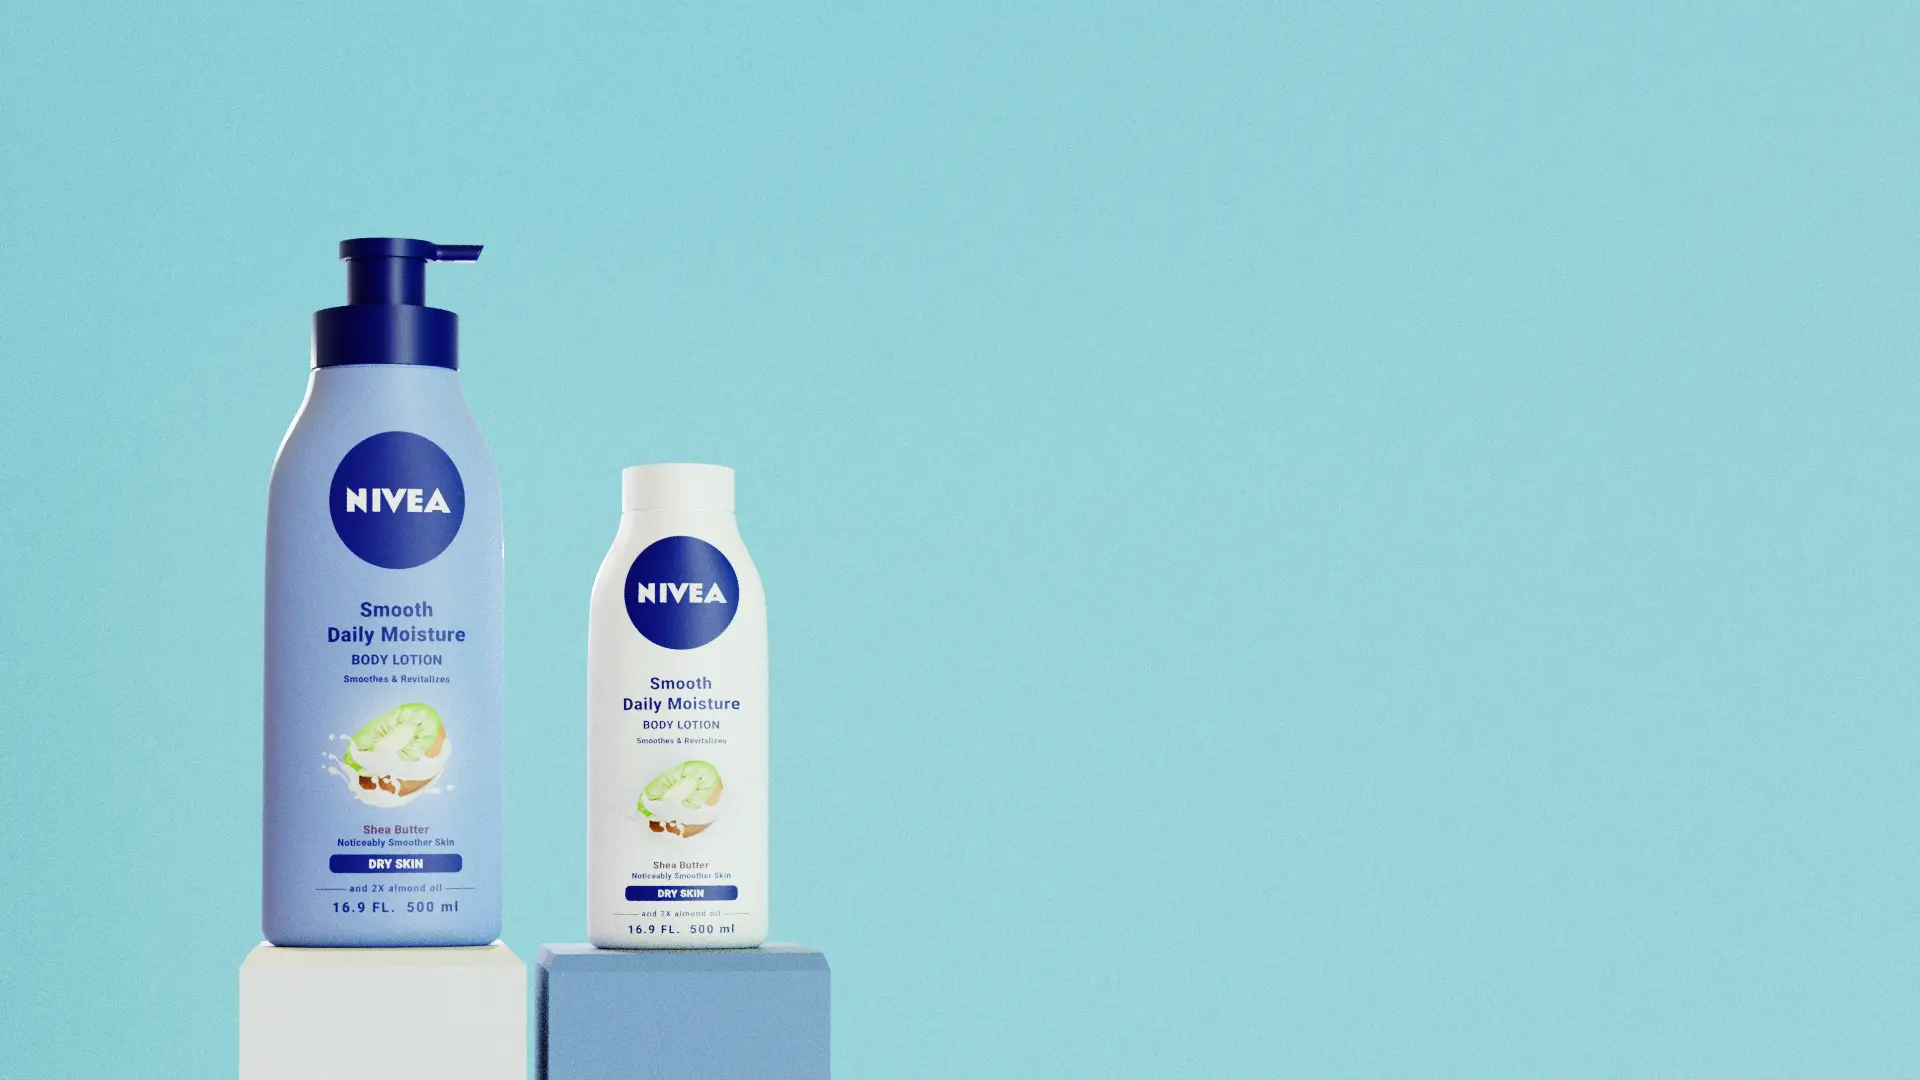 NIVEA
Smooth
Daily Moisture
BODY LOTION
Smoothes & Revitalizes
Shea Butter
Noticeably Smoother Skin
DRY SKIN
and 2X almond oil
16.9 FL. 500 ml
NIVEA
Smooth
Daily Moisture
BODY LOTION
Smoothes & Revitalizes
Shea Butter
Noticeably Smoother Skin
DRY SKIN
and 2X almond oil
16.9 FL. 500 ml